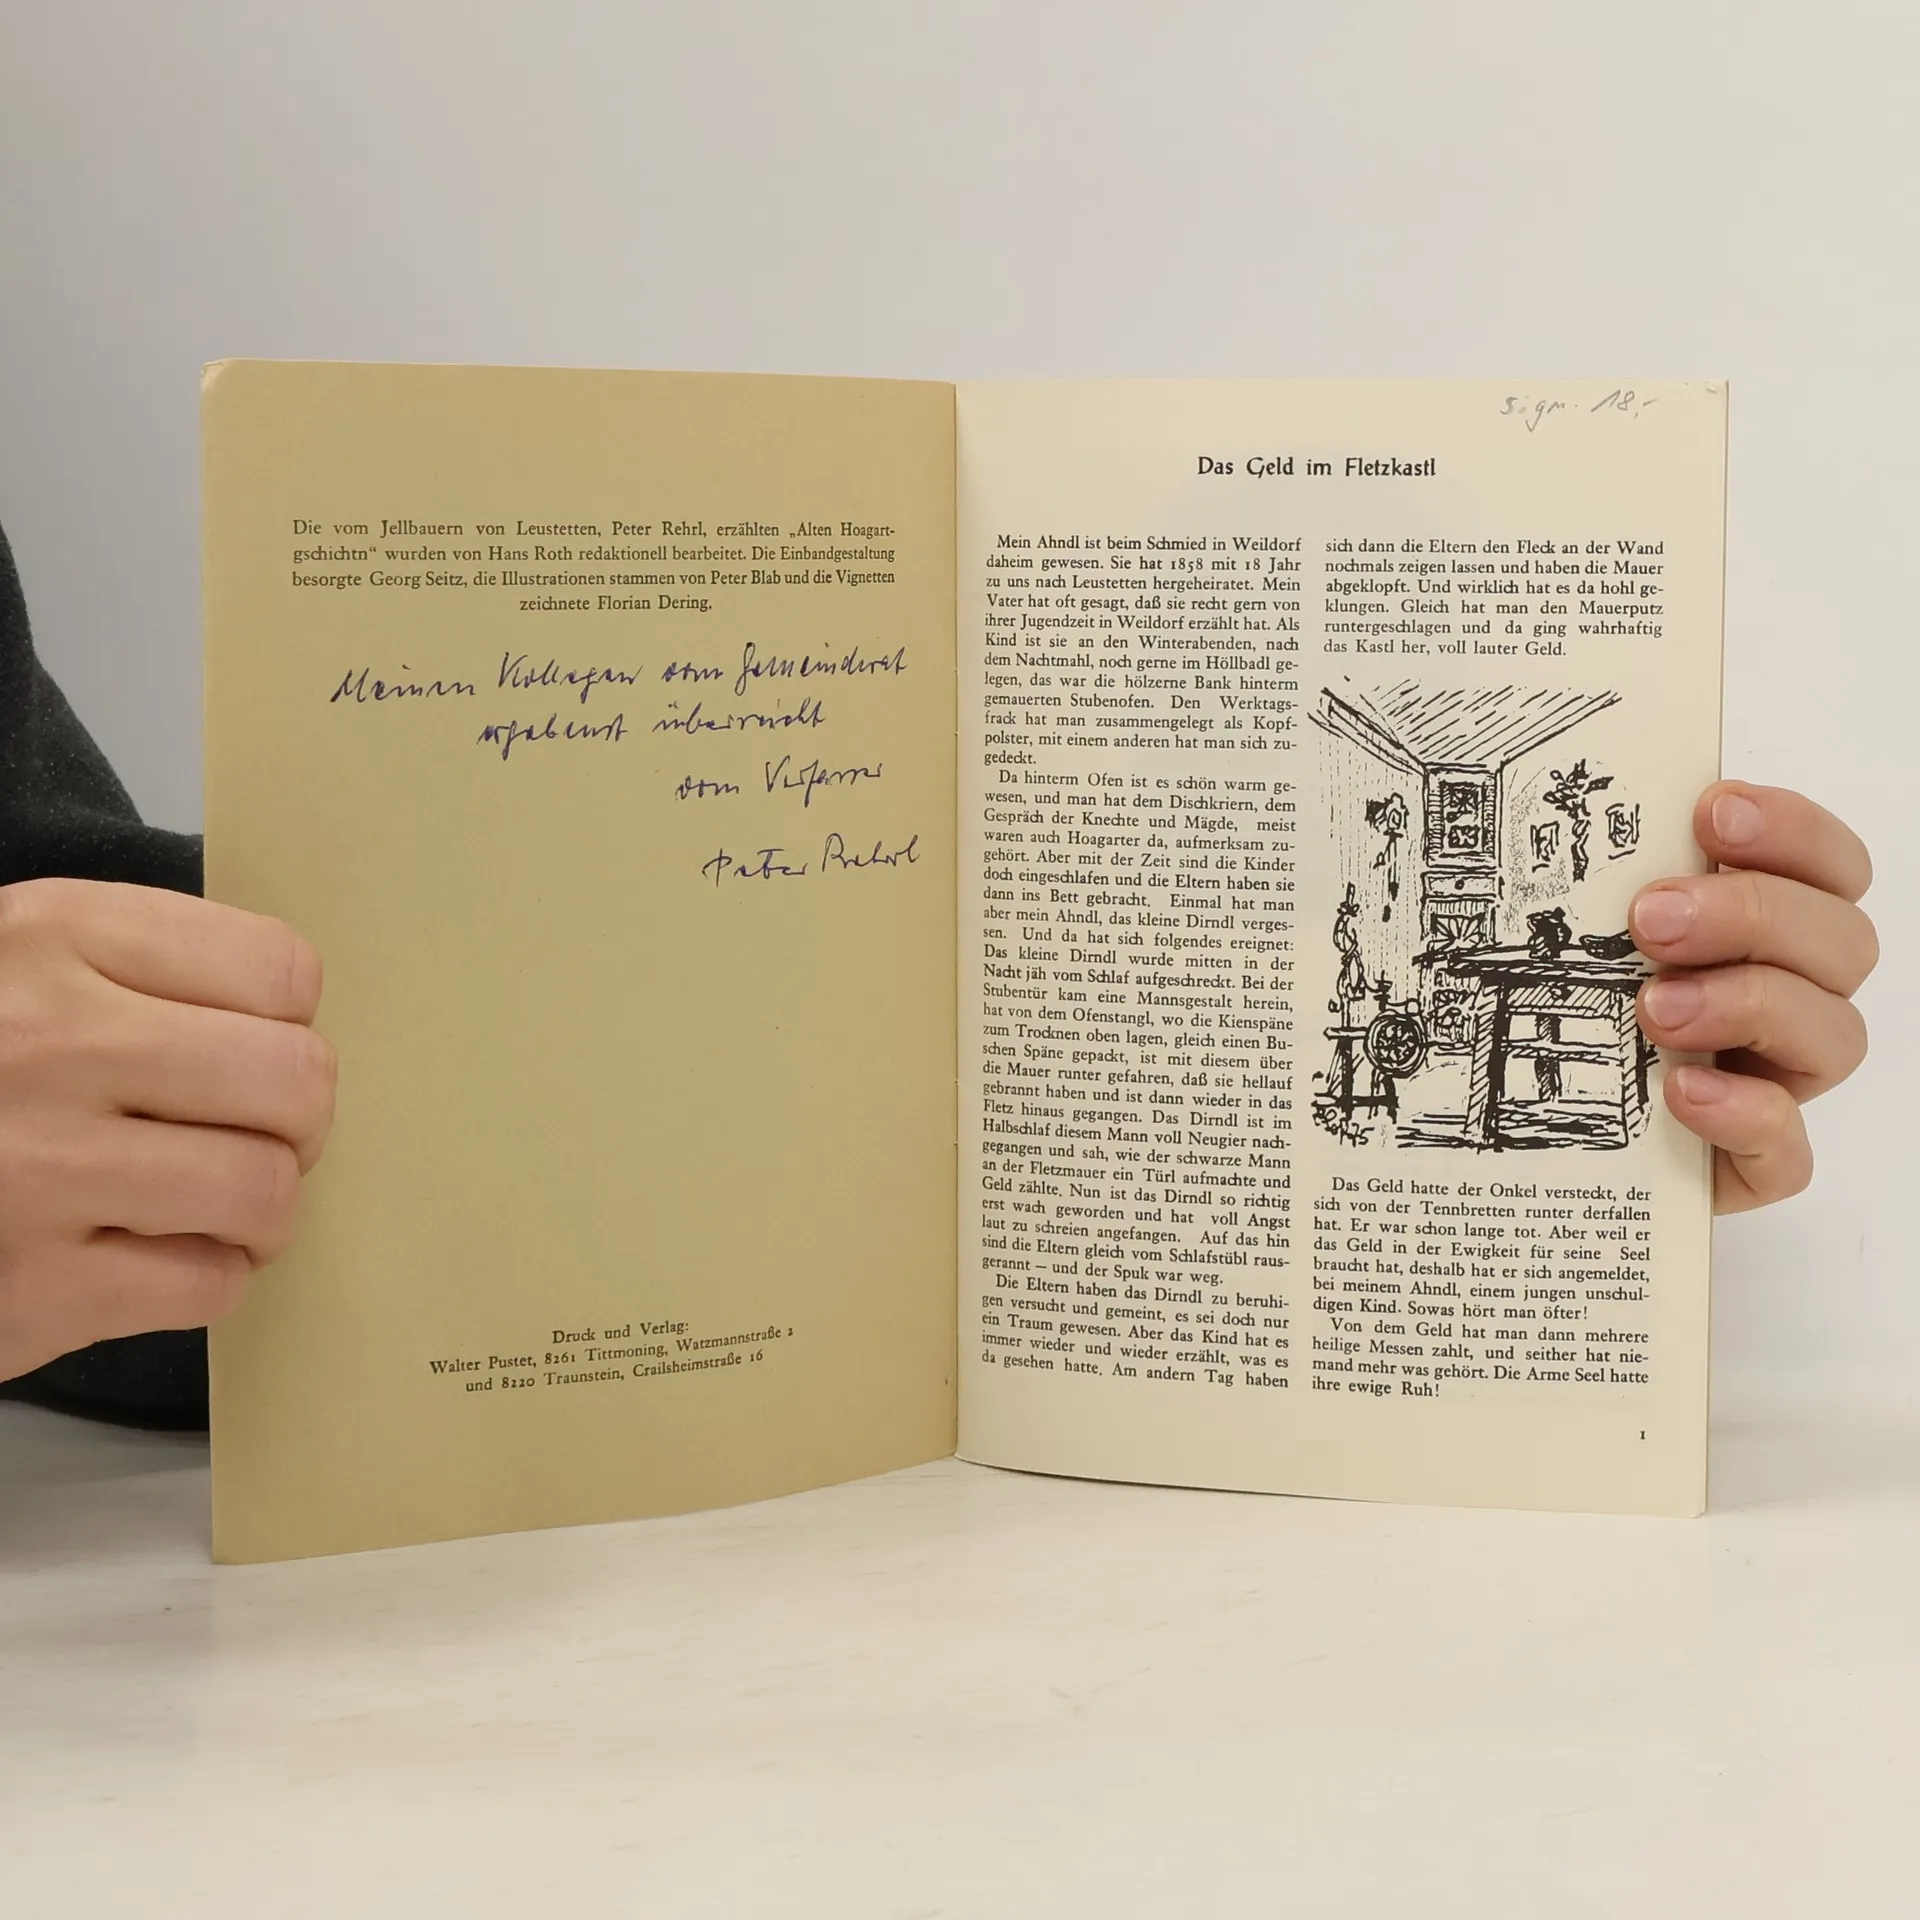 Die vom Jellbauern von Leustetten, Peter Rehrl, erzählten „Alten Hoagart-
gschichtn“ wurden von Hans Roth redaktionell bearbeitet. Die Einbandgestaltung
besorgte Georg Seitz, die Illustrationen stammen von Peter Blab und die Vignetten
zeichnete Florian Dering.
Meinen Kollegen vom Gemeinderat
ergebenst überreicht
vom Verfasser
Peter Rehrl
Druck und Verlag:
Walter Pustet, 8261 Tittmoning, Watzmannstraße 2
und 8220 Traunstein, Crailsheimstraße 16
sign. 18,-
Das Geld im Fletzkastl
Mein Ahndl ist beim Schmied in Weildorf
daheim gewesen. Sie hat 1858 mit 18 Jahr
zu uns nach Leustetten hergeheiratet. Mein
Vater hat oft gesagt, daß sie recht gern von
ihrer Jugendzeit in Weildorf erzählt hat. Als
Kind ist sie an den Winterabenden, nach
dem Nachtmahl, noch gerne im Höllbadl ge-
legen, das war die hölzerne Bank hinterm
gemauerten Stubenofen. Den Werktags-
frack hat man zusammengelegt als Kopf-
polster, mit einem anderen hat man sich zu-
gedeckt.
Da hinterm Ofen ist es schön warm ge-
wesen, und man hat dem Dischkriern, dem
Gespräch der Knechte und Mägde, meist
waren auch Hoagarter da, aufmerksam zu-
gehört. Aber mit der Zeit sind die Kinder
doch eingeschlafen und die Eltern haben sie
dann ins Bett gebracht. Einmal hat man
aber mein Ahndl, das kleine Dirndl verges-
sen. Und da hat sich folgendes ereignet:
Das kleine Dirndl wurde mitten in der
Nacht jäh vom Schlaf aufgeschreckt. Bei der
Stubentür kam eine Mannsgestalt herein,
hat von dem Ofenstangl, wo die Kienspäne
zum Trocknen oben lagen, gleich einen Bu-
schen Späne gepackt, ist mit diesem über
die Mauer runter gefahren, daß sie hellauf
gebrannt haben und ist dann wieder in das
Fletz hinaus gegangen. Das Dirndl ist im
Halbschlaf diesem Mann voll Neugier nach-
gegangen und sah, wie der schwarze Mann
an der Fletzmauer ein Türl aufmachte und
Geld zählte. Nun ist das Dirndl so richtig
erst wach geworden und hat voll Angst
laut zu schreien angefangen. Auf das hin
sind die Eltern gleich vom Schlafstübl raus-
gerannt – und der Spuk war weg.
Die Eltern haben das Dirndl zu beruhi-
gen versucht und gemeint, es sei doch nur
ein Traum gewesen. Aber das Kind hat es
immer wieder und wieder erzählt, was es
da gesehen hatte. Am andern Tag haben
sich dann die Eltern den Fleck an der Wand
nochmals zeigen lassen und haben die Mauer
abgeklopft. Und wirklich hat es da hohl ge-
klungen. Gleich hat man den Mauerputz
runtergeschlagen und da ging wahrhaftig
das Kastl her, voll lauter Geld.
Das Geld hatte der Onkel versteckt, der
sich von der Tennbretten runter derfallen
hat. Er war schon lange tot. Aber weil er
das Geld in der Ewigkeit für seine Seel
braucht hat, deshalb hat er sich angemeldet,
bei meinem Ahndl, einem jungen unschul-
digen Kind. Sowas hört man öfter!
Von dem Geld hat man dann mehrere
heilige Messen zahlt, und seither hat nie-
mand mehr was gehört. Die Arme Seel hatte
ihre ewige Ruh!
1